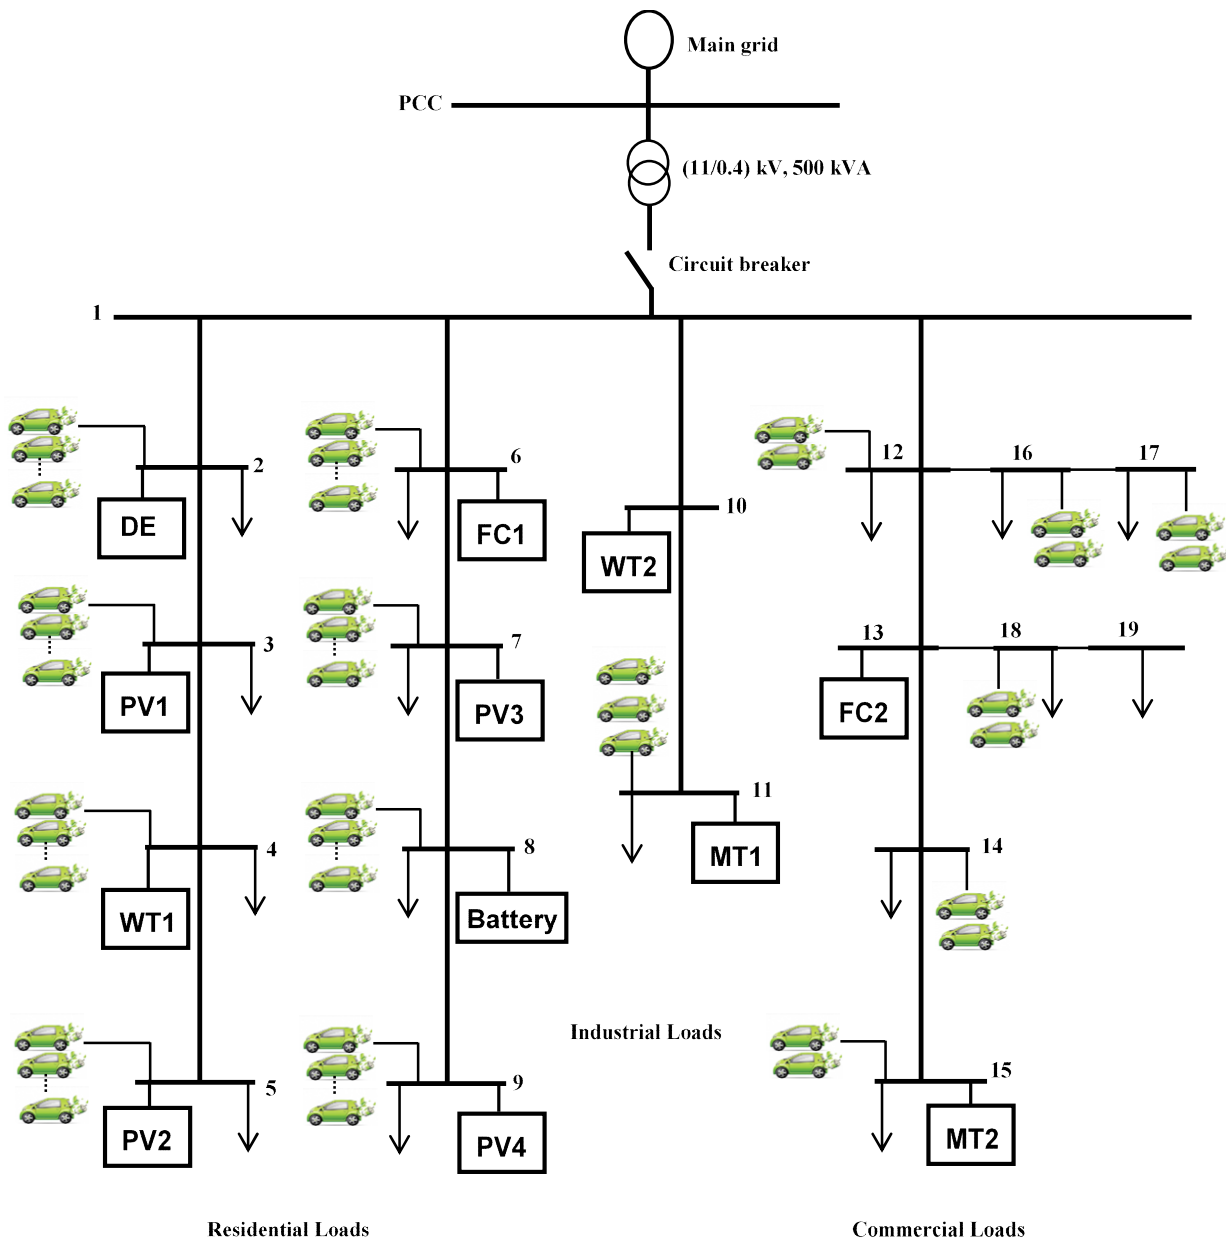 Main grid
PCC
(11/0.4) kV, 500 kVA
Circuit breaker
1
2
DE
6
FC1
10
WT2
12
16
17
3
PV1
7
PV3
13
FC2
18
19
4
WT1
8
Battery
11
MT1
14
Industrial Loads
5
PV2
9
PV4
15
MT2
Residential Loads
Commercial Loads